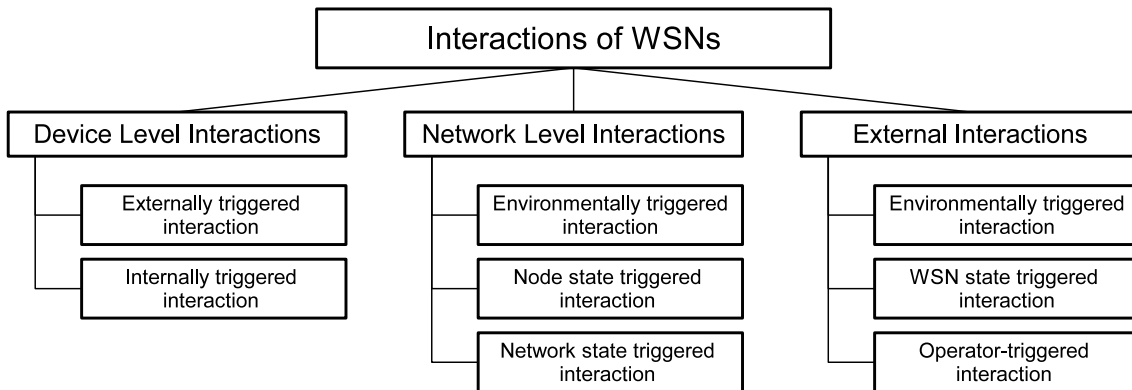 Interactions of WSNs
Device Level Interactions
Externally triggered
interaction
Internally triggered
interaction
Network Level Interactions
Environmentally triggered
interaction
Node state triggered
interaction
Network state triggered
interaction
External Interactions
Environmentally triggered
interaction
WSN state triggered
interaction
Operator-triggered
interaction